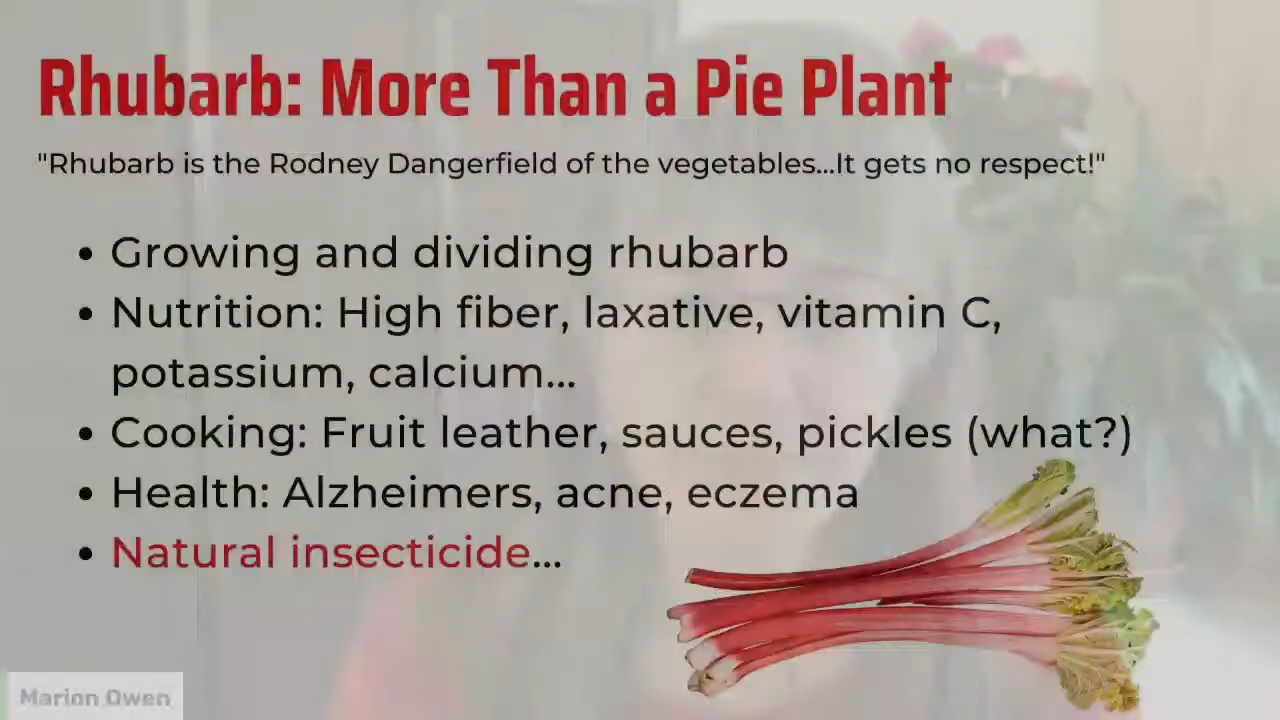 Rhubarb: More Than a Pie Plant
"Rhubarb is the Rodney Dangerfield of the vegetables...It gets no respect!"
• Growing and dividing rhubarb
• Nutrition: High fiber, laxative, vitamin C,
potassium, calcium...
• Cooking: Fruit leather, sauces, pickles (what?)
• Health: Alzheimers, acne, eczema
• Natural insecticide...
Marion Owen